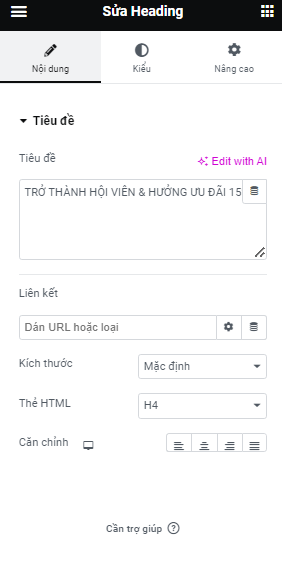 Sửa Heading
Nội dung
Kiểu
Nâng cao
Tiêu đề
Tiêu đề
Edit with AI
TRỞ THÀNH HỘI VIÊN & HƯỞNG ƯU ĐÃI 15
Liên kết
Dán URL hoặc loại
Kích thước
Mặc định
Thẻ HTML
H4
Căn chỉnh
Cần trợ giúp